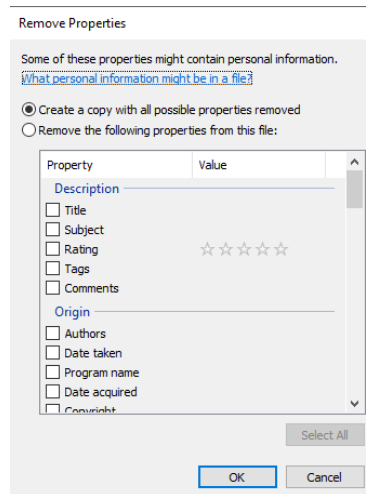 Remove Properties
Some of these properties might contain personal information.
What personal information might be in a file?
Create a copy with all possible properties removed
Remove the following properties from this file:
Property Value
Description
Title
Subject
Rating
Tags
Comments
Origin
Authors
Date taken
Program name
Date acquired
Copyright
Select All
OK Cancel